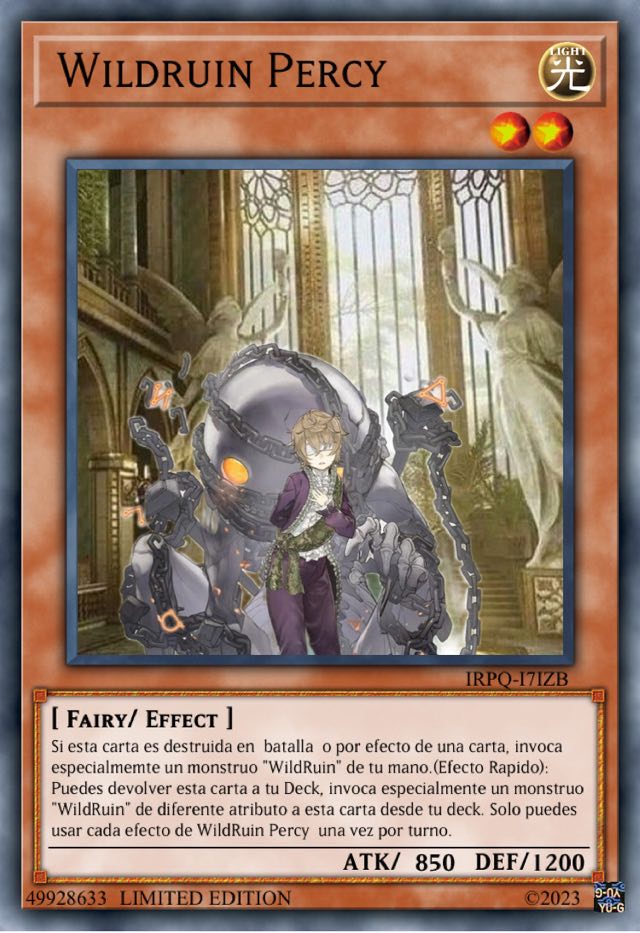 WILDRUIN PERCY
LIGHT
光
IRPQ-I7IZB
[ FAIRY/ EFFECT ]
Si esta carta es destruida en batalla o por efecto de una carta, invoca
especialmemte un monstruo "WildRuin" de tu mano.(Efecto Rapido):
Puedes devolver esta carta a tu Deck, invoca especialmente un monstruo
"WildRuin" de diferente atributo a esta carta desde tu deck. Solo puedes
usar cada efecto de WildRuin Percy una vez por turno.
ATK/ 850 DEF/1200
49928633 LIMITED EDITION ©2023
YU-G
YU-G